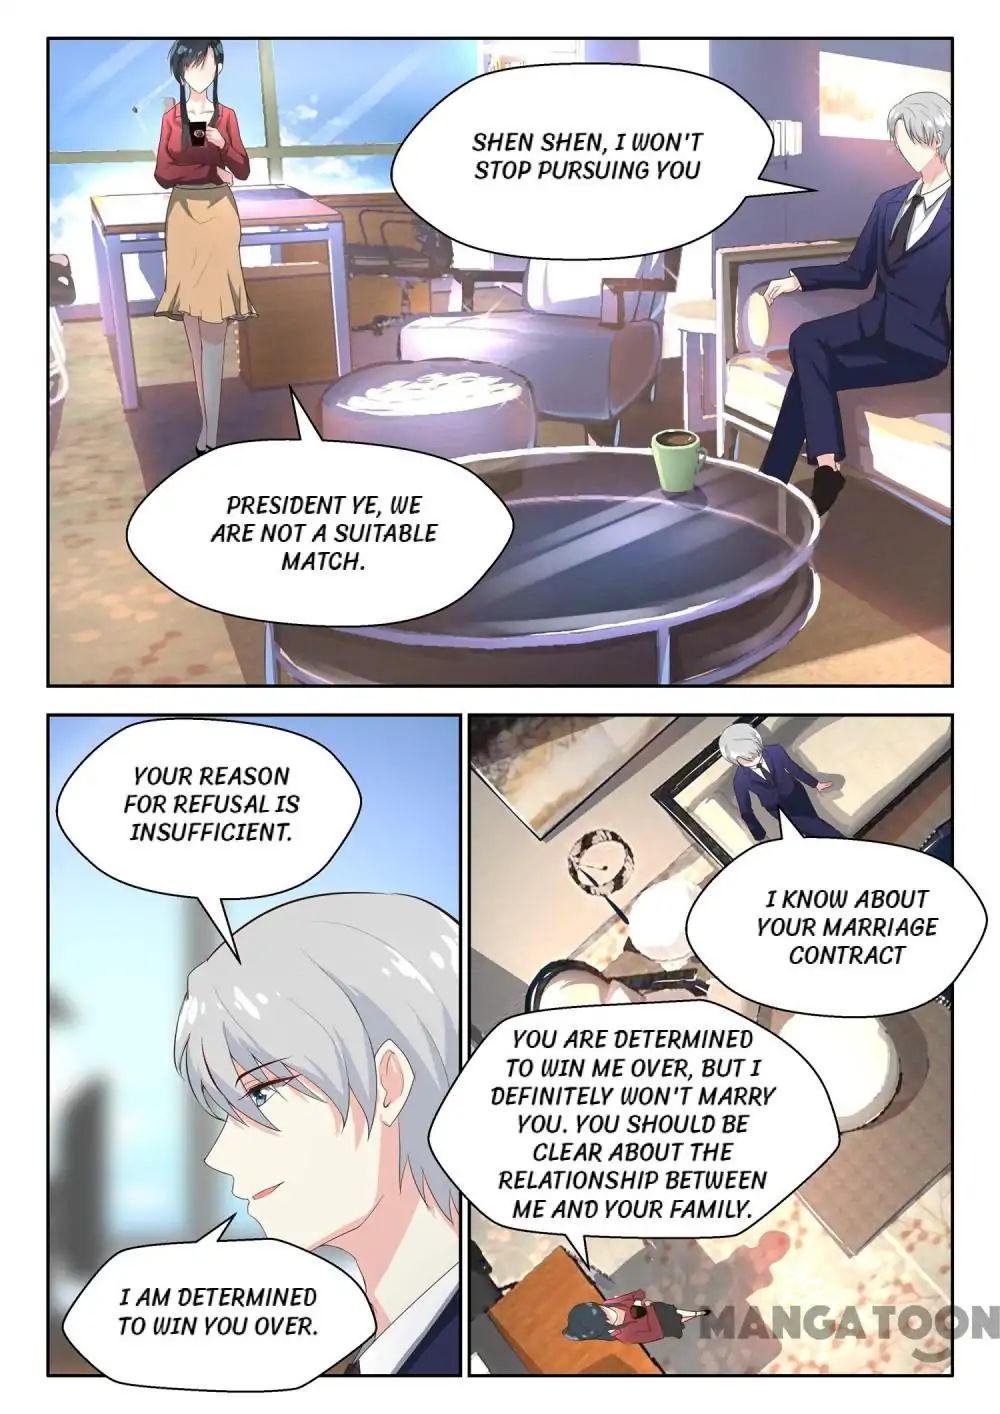 SHEN SHEN, I WON'T
STOP PURSUING YOU
PRESIDENT YE, WE
ARE NOT A SUITABLE
MATCH.
YOUR REASON
FOR REFUSAL IS
INSUFFICIENT.
I AM DETERMINED
TO WIN YOU OVER.
I KNOW ABOUT
YOUR MARRIAGE
CONTRACT
YOU ARE DETERMINED
TO WIN ME OVER, BUT I
DEFINITELY WON'T MARRY
YOU. YOU SHOULD BE
CLEAR ABOUT THE
RELATIONSHIP BETWEEN
ME AND YOUR FAMILY.
MANGATOON